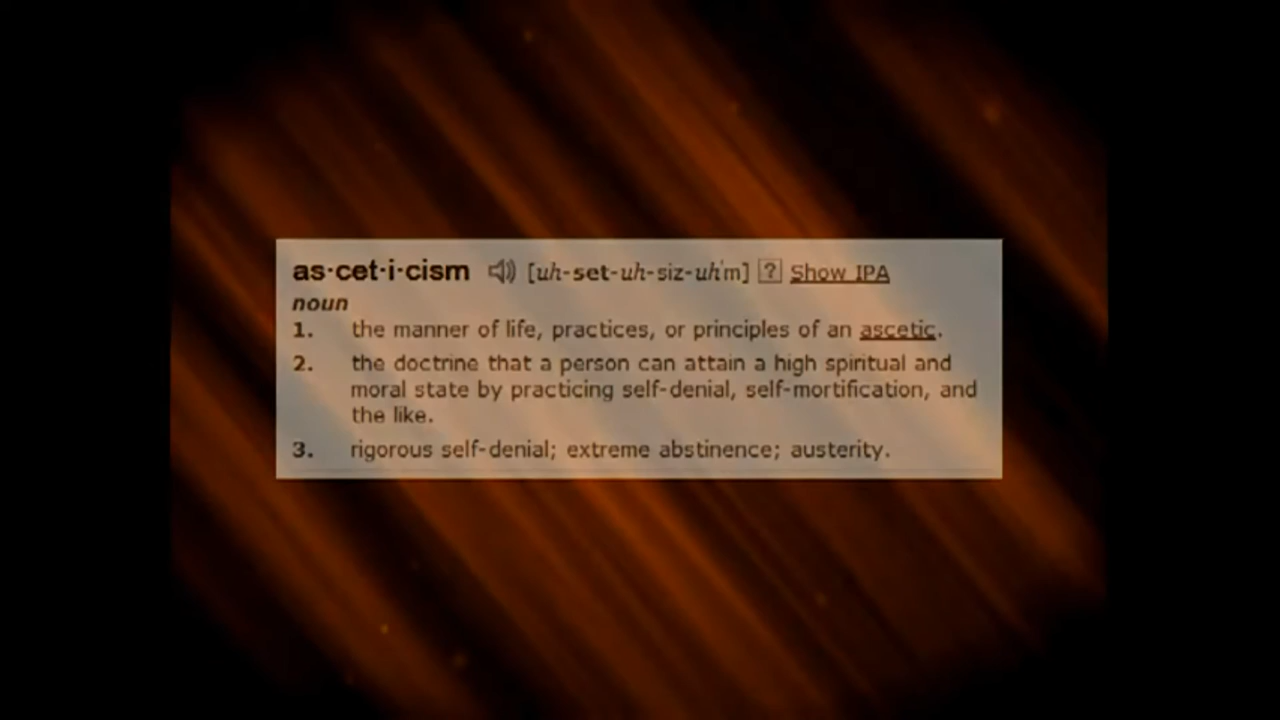 as·cet·i·cism [uh-set-uh-siz-uh'm] ? Show IPA
noun
1. the manner of life, practices, or principles of an ascetic.
2. the doctrine that a person can attain a high spiritual and
moral state by practicing self-denial, self-mortification, and
the like.
3. rigorous self-denial; extreme abstinence; austerity.